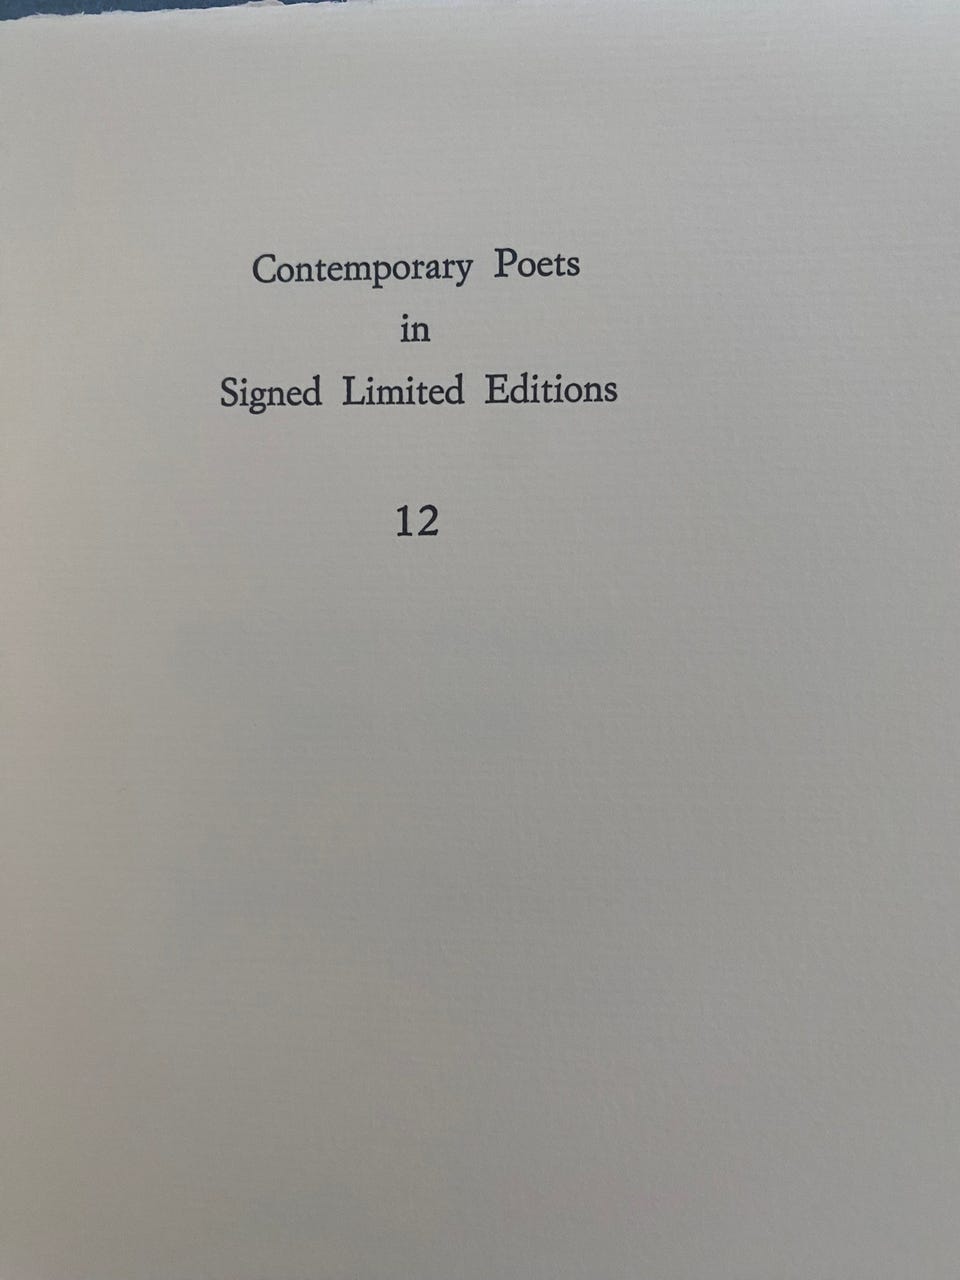 Contemporary Poets
in
Signed Limited Editions
12